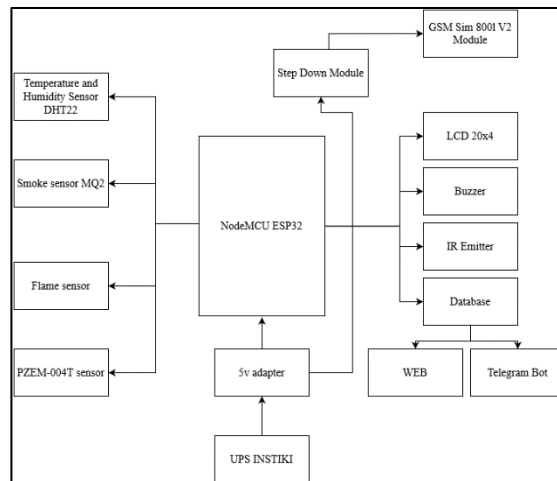 GSM Sim 800l V2
Module
Step Down Module
Temperature and
Humidity Sensor
DHT22
LCD 20x4
Smoke sensor MQ2
Buzzer
NodeMCU ESP32
IR Emitter
Flame sensor
Database
PZEM-004T sensor
5v adapter
WEB
Telegram Bot
UPS INSTIKI